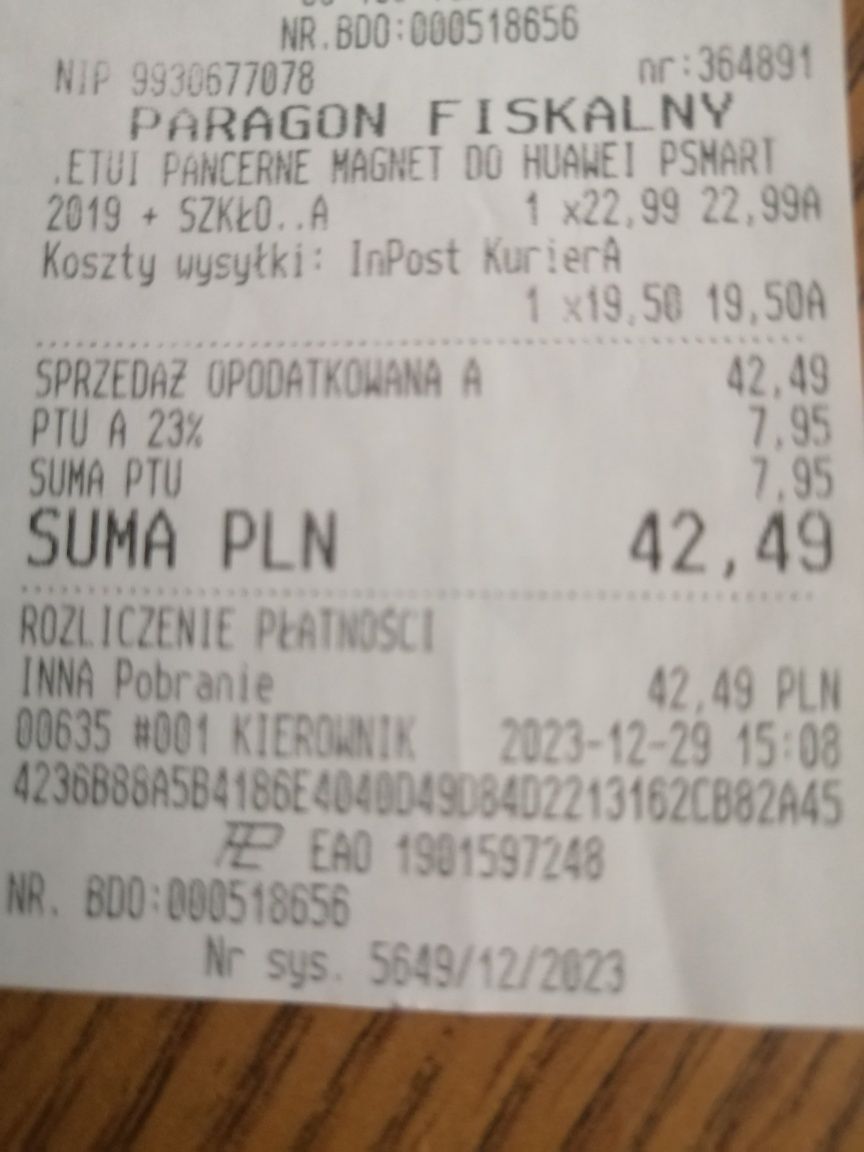 NR.BDO:000518656
NIP 9930677078 nr:364891
PARAGON FISKALNY
.ETUI PANCERNE MAGNET DO HUAWEI PSMART
2019 + SZKŁO..A 1 x22,99 22,99A
Koszty wysyłki: InPost KurierA
1 x19,50 19,50A
SPRZEDAŻ OPODATKOWANA A 42,49
PTU A 23% 7,95
SUMA PTU 7,95
SUMA PLN 42,49
ROZLICZENIE PŁATNOŚCI
INNA Pobranie 42,49 PLN
00635 #001 KIEROWNIK 2023-12-29 15:08
4236B88A5B4186E4040D49D84D2213162CB82A45
EAO 1901597248
NR. BDO:000518656
Nr sys. 5649/12/2023